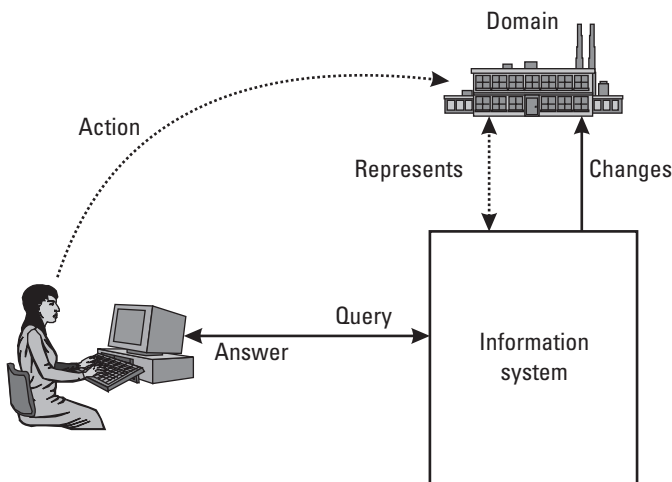 Domain
Action
Represents
Changes
Query
Answer
Information
system